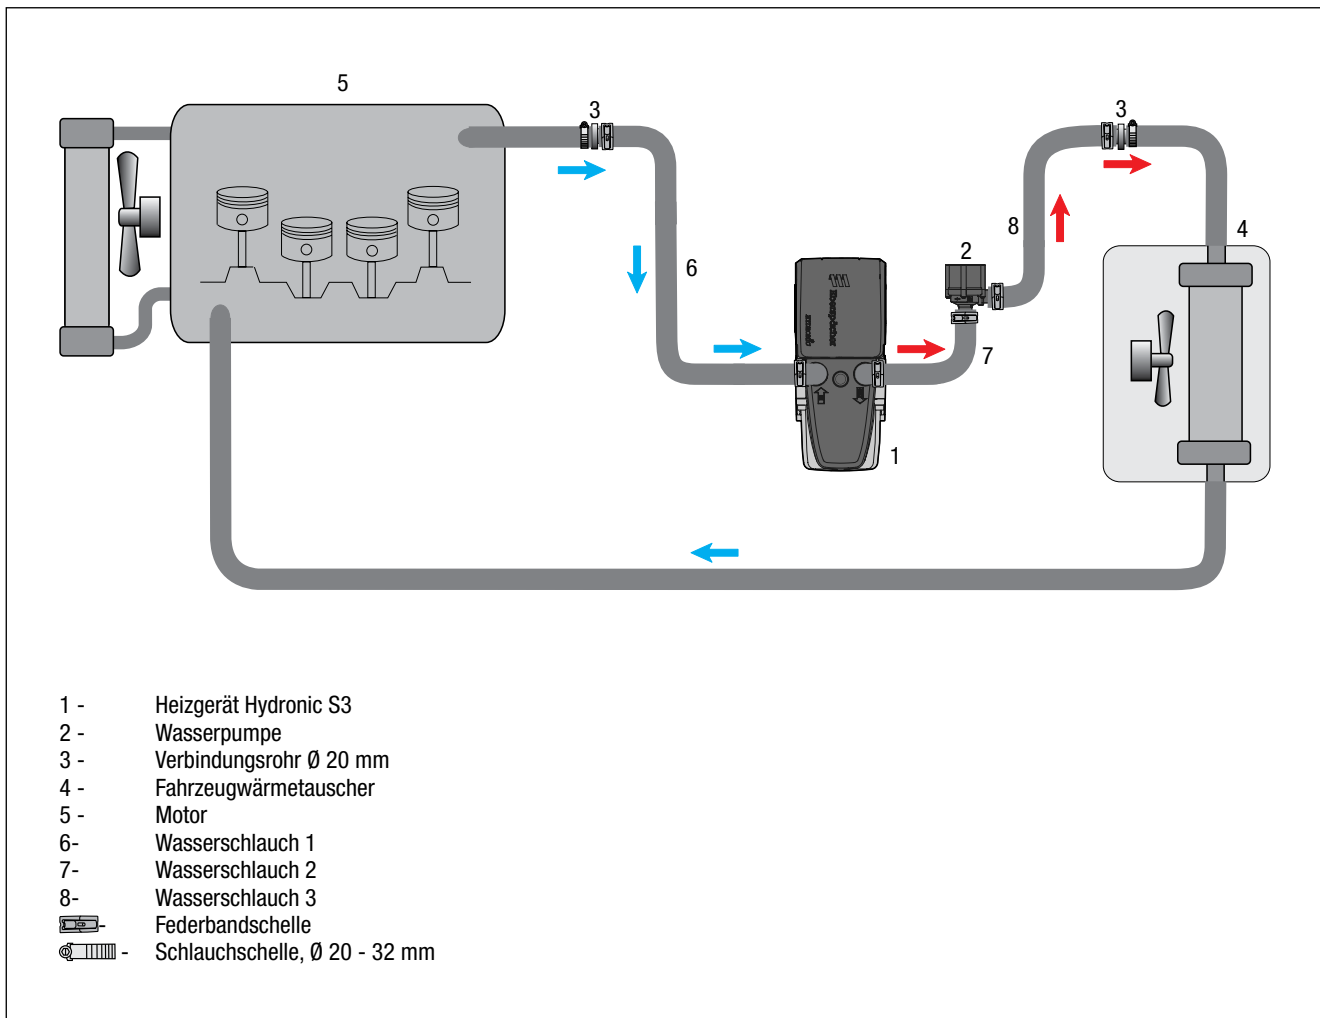 5
3
3
8
4
2
6
7
Eberspächer
1
1 - Heizgerät Hydronic S3
2 - Wasserpumpe
3 - Verbindungsrohr Ø 20 mm
4 - Fahrzeugwärmetauscher
5 - Motor
6- Wasserschlauch 1
7- Wasserschlauch 2
8- Wasserschlauch 3
- Federbandschelle
- Schlauchschelle, Ø 20 - 32 mm